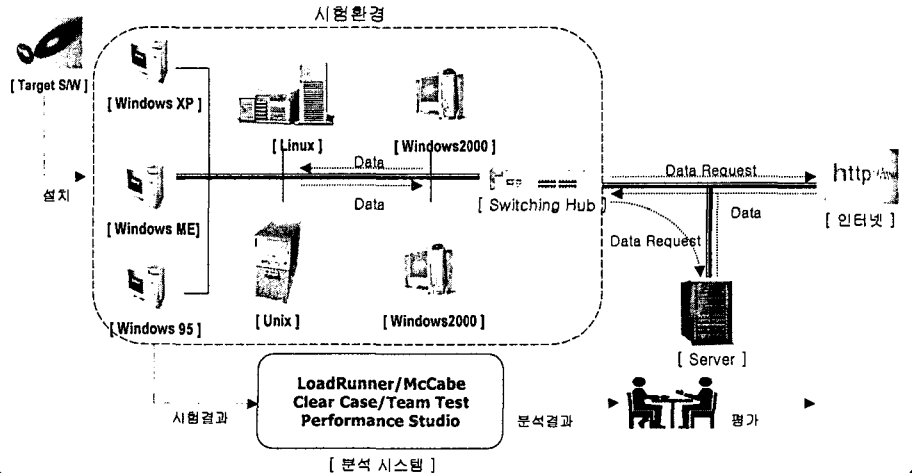 시험환경
[ Target S/W ]
[ Windows XP ]
[ Linux ]
[ Windows2000 ]
설치
Data
Data
[ Windows ME]
[ Switching Hub ]
Data Request
http
[ 인터넷 ]
Data Request
Data
[ Windows 95 ]
[ Unix ]
[ Windows2000 ]
[ Server ]
LoadRunner/McCabe
Clear Case/Team Test
Performance Studio
시험결과
분석결과
평가
[ 분석 시스템 ]